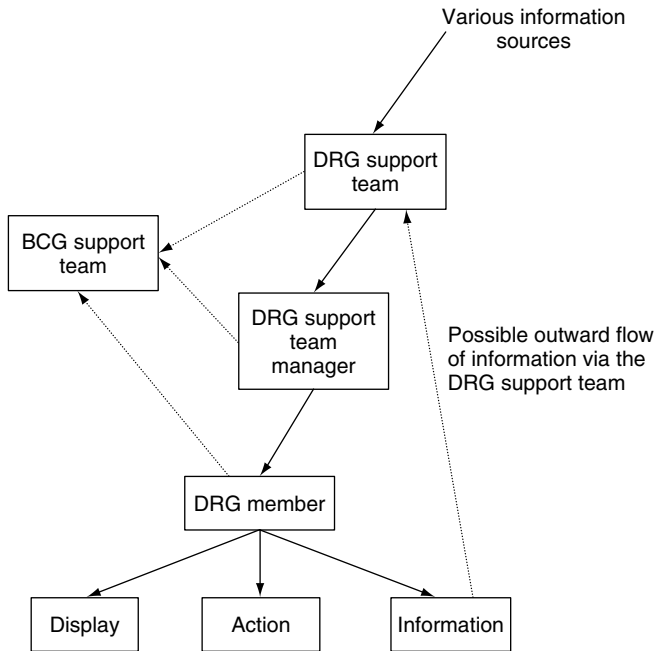 Various information
sources
DRG support
team
BCG support
team
DRG support
team
manager
Possible outward flow
of information via the
DRG support team
DRG member
Display
Action
Information